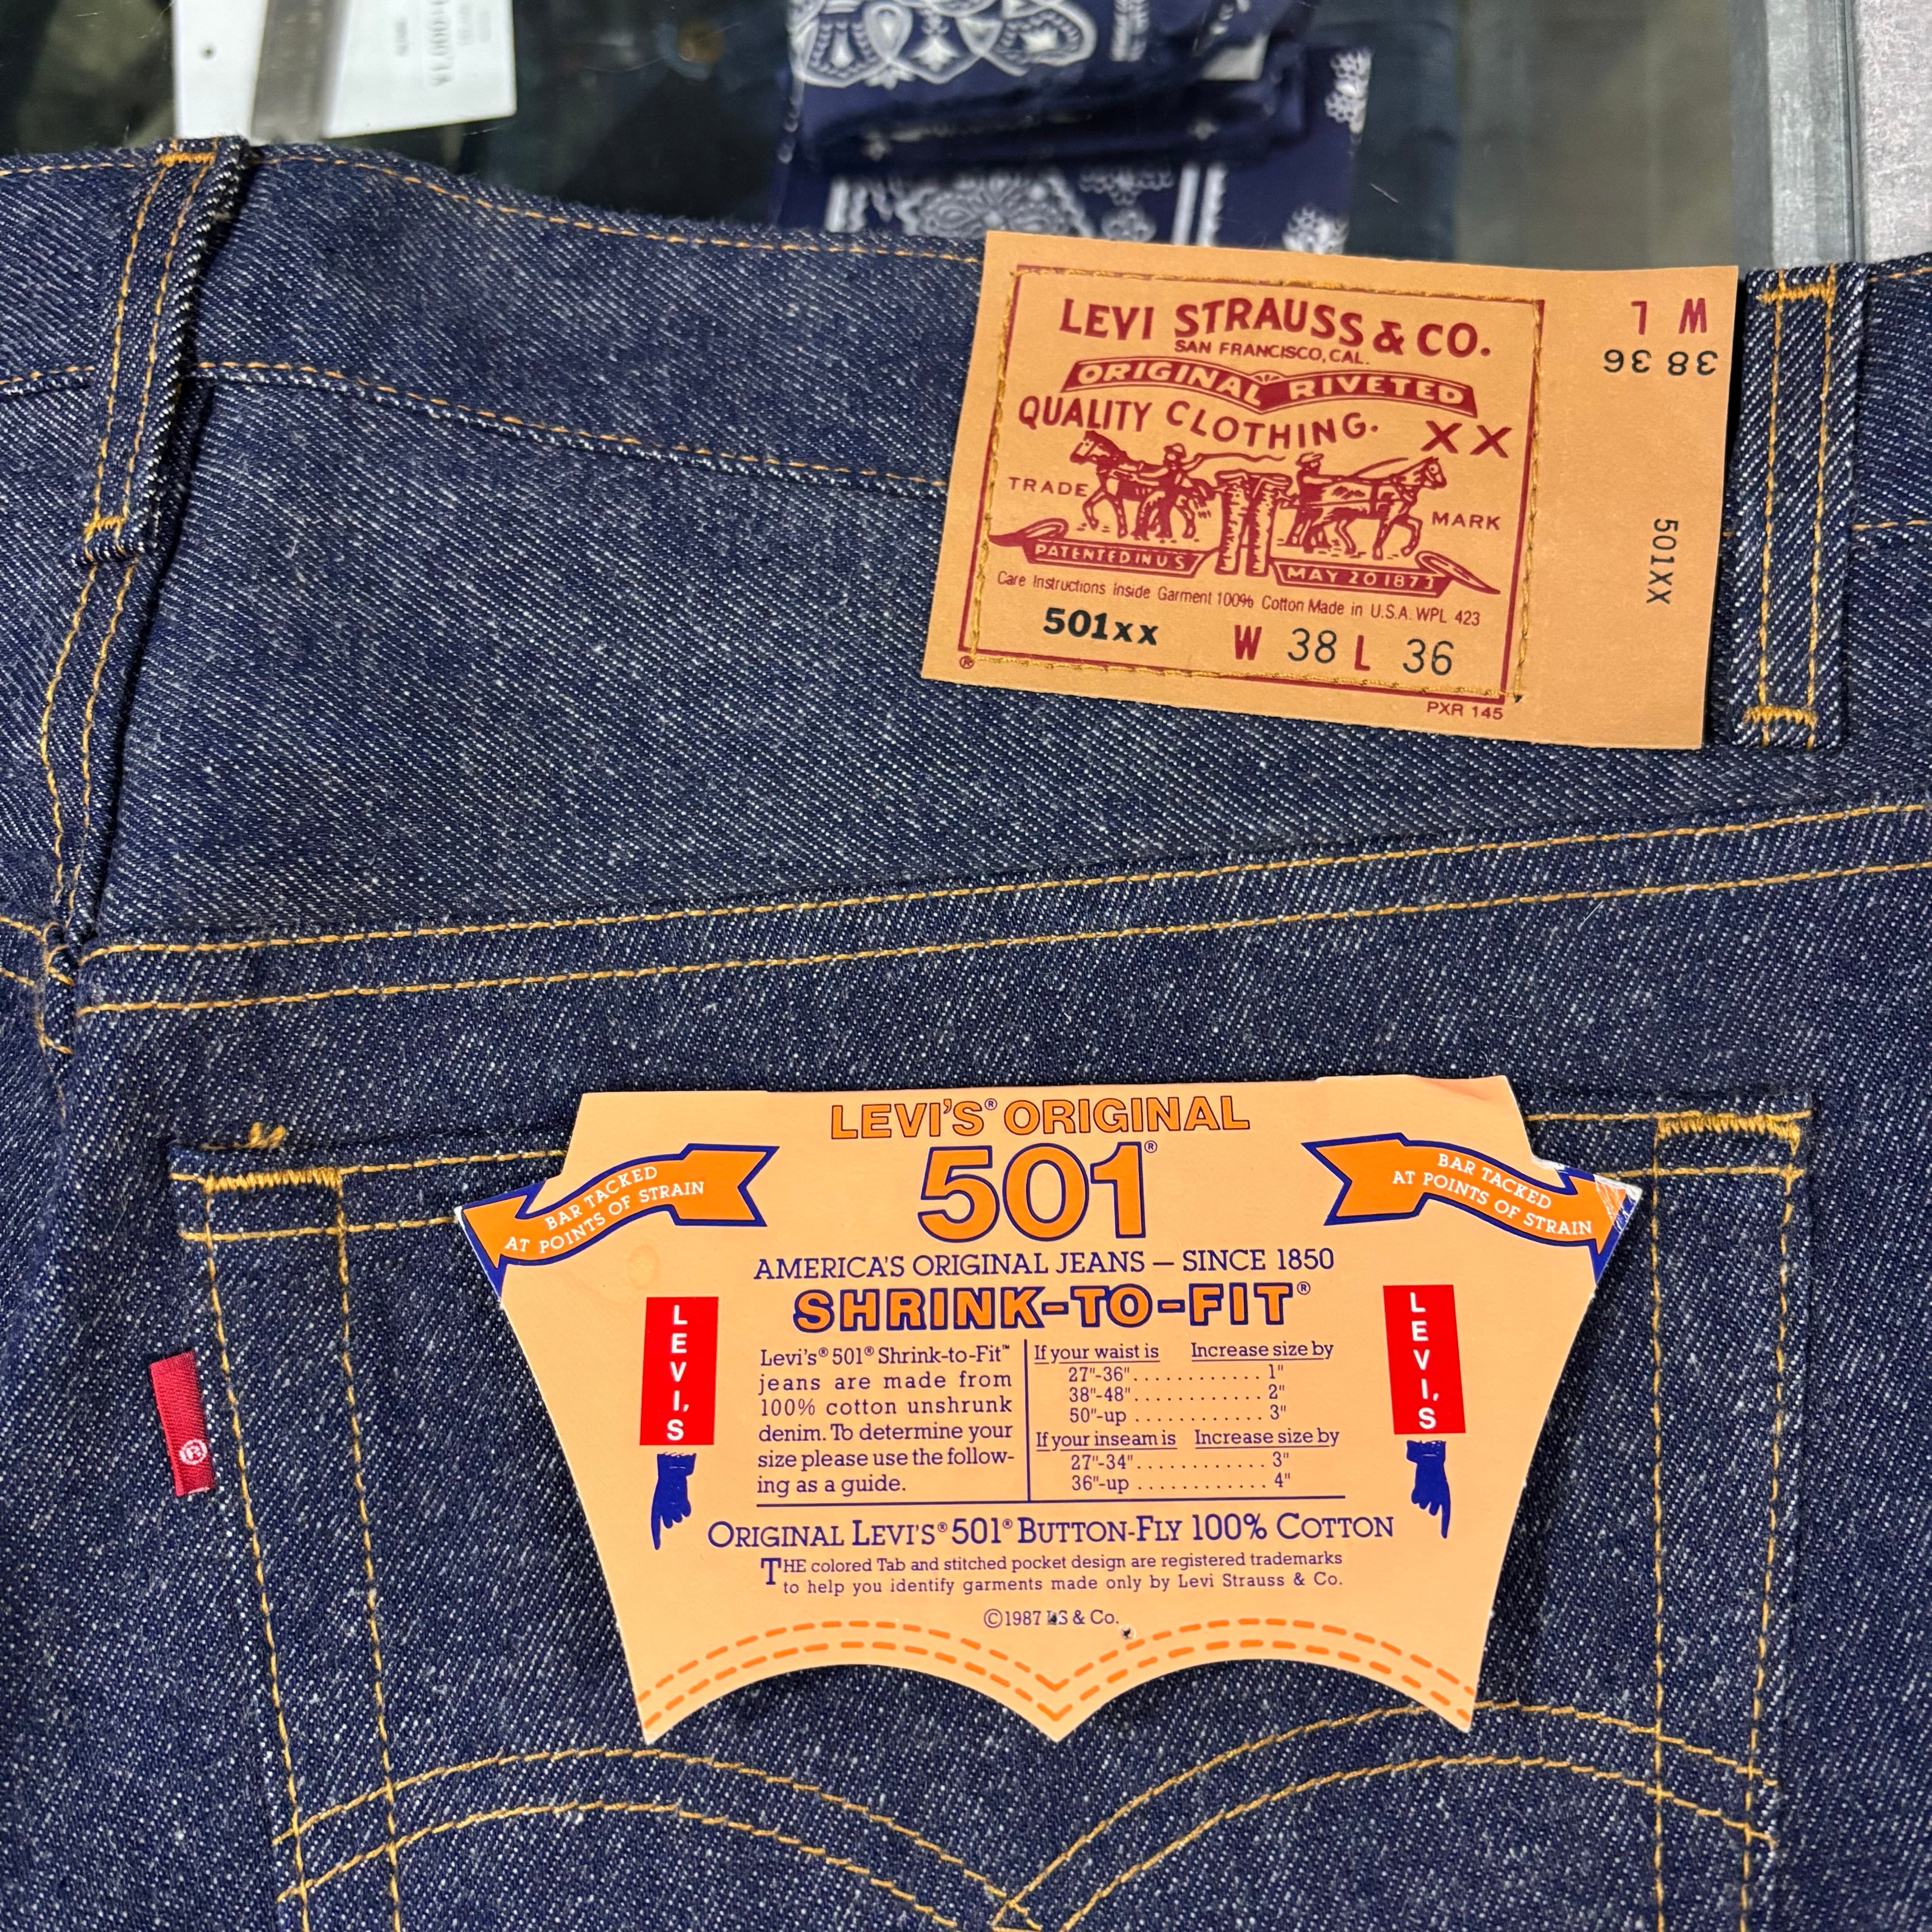 LEVI STRAUSS & CO.
SAN FRANCISCO, CAL.
ORIGINAL RIVETED
QUALITY CLOTHING.
XX
TRADE MARK
PATENTED IN U S MAY 20 1873
Care Instructions Inside Garment 100% Cotton Made in U.S.A. WPL 423
501xx W 38 L 36
®
PXR 145
W L
38 36
501XX
LEVI'S® ORIGINAL
501®
BAR TACKED
AT POINTS OF STRAIN
BAR TACKED
AT POINTS OF STRAIN
AMERICA'S ORIGINAL JEANS — SINCE 1850
SHRINK-TO-FIT®
LEVI'S
LEVI'S
Levi's® 501® Shrink-to-Fit™
jeans are made from
100% cotton unshrunk
denim. To determine your
size please use the follow-
ing as a guide.
If your waist is Increase size by
27"-36" . . . . . . . . . . . . 1"
38"-48" . . . . . . . . . . . . 2"
50"-up . . . . . . . . . . . . 3"
If your inseam is Increase size by
27"-34" . . . . . . . . . . . . 3"
36"-up . . . . . . . . . . . . 4"
ORIGINAL LEVI'S® 501® BUTTON-FLY 100% COTTON
THE colored Tab and stitched pocket design are registered trademarks
to help you identify garments made only by Levi Strauss & Co.
©1987 LS & Co.
®